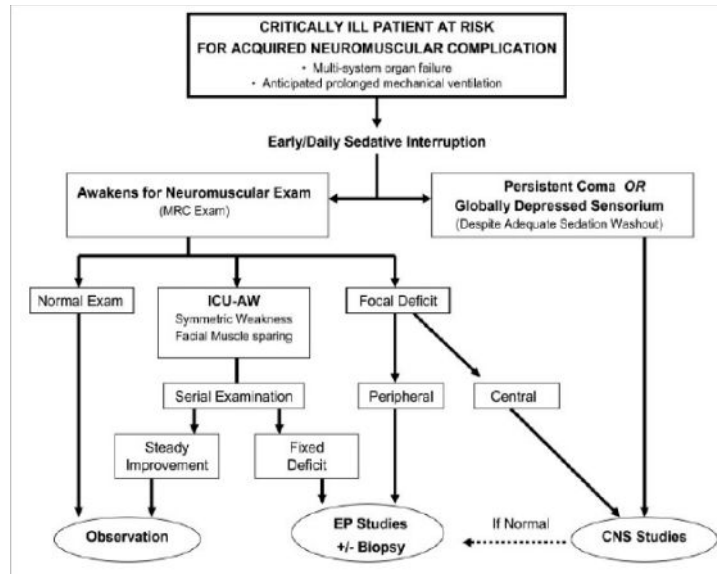 CRITICALLY ILL PATIENT AT RISK
FOR ACQUIRED NEUROMUSCULAR COMPLICATION
• Multi-system organ failure
• Anticipated prolonged mechanical ventilation
Early/Daily Sedative Interruption
Awakens for Neuromuscular Exam
(MRC Exam)
Persistent Coma OR
Globally Depressed Sensorium
(Despite Adequate Sedation Washout)
Normal Exam
ICU-AW
Symmetric Weakness
Facial Muscle sparing
Focal Deficit
Serial Examination
Peripheral
Central
Steady
Improvement
Fixed
Deficit
Observation
EP Studies
+/- Biopsy
If Normal
CNS Studies